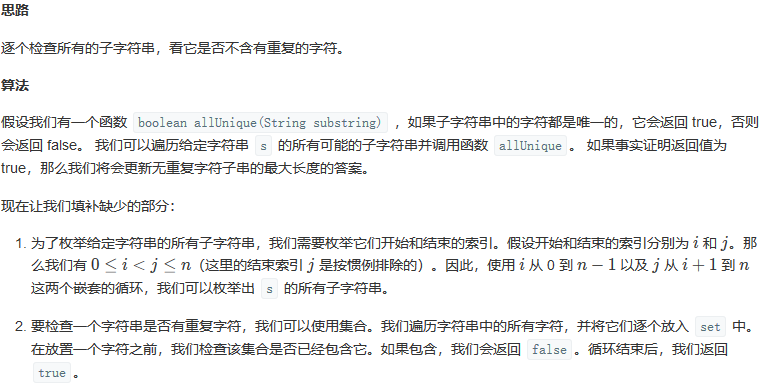 思路
逐个检查所有的子字符串，看它是否不含有重复的字符。
算法
假设我们有一个函数 boolean allUnique(String substring) ，如果子字符串中的字符都是唯一的，它会返回 true，否则
会返回 false。 我们可以遍历给定字符串 s 的所有可能的子字符串并调用函数 allUnique 。 如果事实证明返回值为
true，那么我们将会更新无重复字符子串的最大长度的答案。
现在让我们填补缺少的部分：
1. 为了枚举给定字符串的所有子字符串，我们需要枚举它们开始和结束的索引。假设开始和结束的索引分别为 i 和 j。那
么我们有 0 ≤ i < j ≤ n（这里的结束索引 j 是按惯例排除的）。因此，使用 i 从 0 到 n − 1 以及 j 从 i + 1 到 n
这两个嵌套的循环，我们可以枚举出 s 的所有子字符串。
2. 要检查一个字符串是否有重复字符，我们可以使用集合。我们遍历字符串中的所有字符，并将它们逐个放入 set 中。
在放置一个字符之前，我们检查该集合是否已经包含它。如果包含，我们会返回 false 。循环结束后，我们返回
true 。